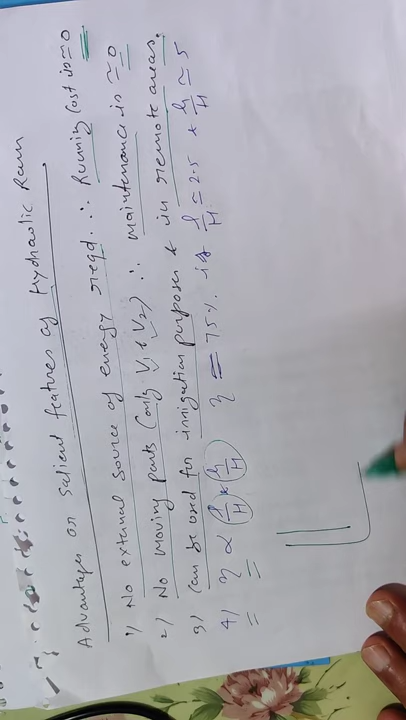 Advantages or Salient features of Hydraulic Ram
1) No external source of energy reqd. ∴ Running Cost is ≃ 0
2) No moving parts (only V1 & V2) ∴ maintenance is ≃ 0
3) Can be used for irrigation purposes & in remote areas.
4) η ∝ (l/H) & (h/H) η = 75% if l/H = 2.5 & h/H ≃ 5